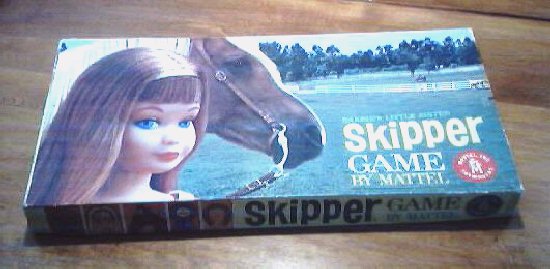 BARBIE'S LITTLE SISTER
Skipper
GAME
BY MATTEL
Skipper GAME
BY MATTEL